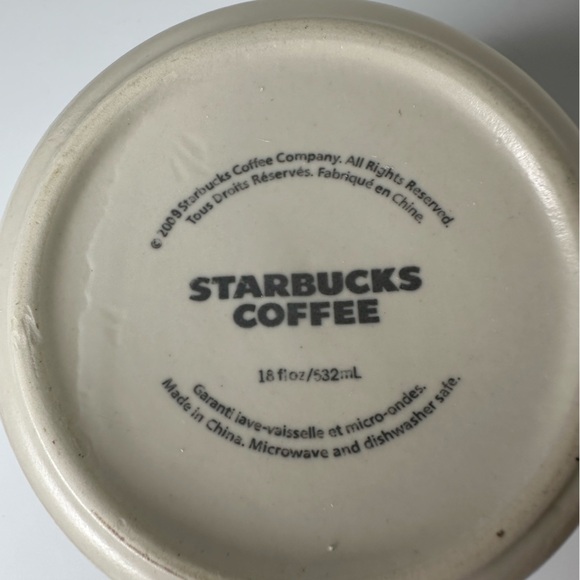 © 2009 Starbucks Coffee Company. All Rights Reserved.
Tous Droits Réservés. Fabriqué en Chine.
STARBUCKS
COFFEE
18 fl oz/532mL
Garanti lave-vaisselle et micro-ondes.
Made in China. Microwave and dishwasher safe.